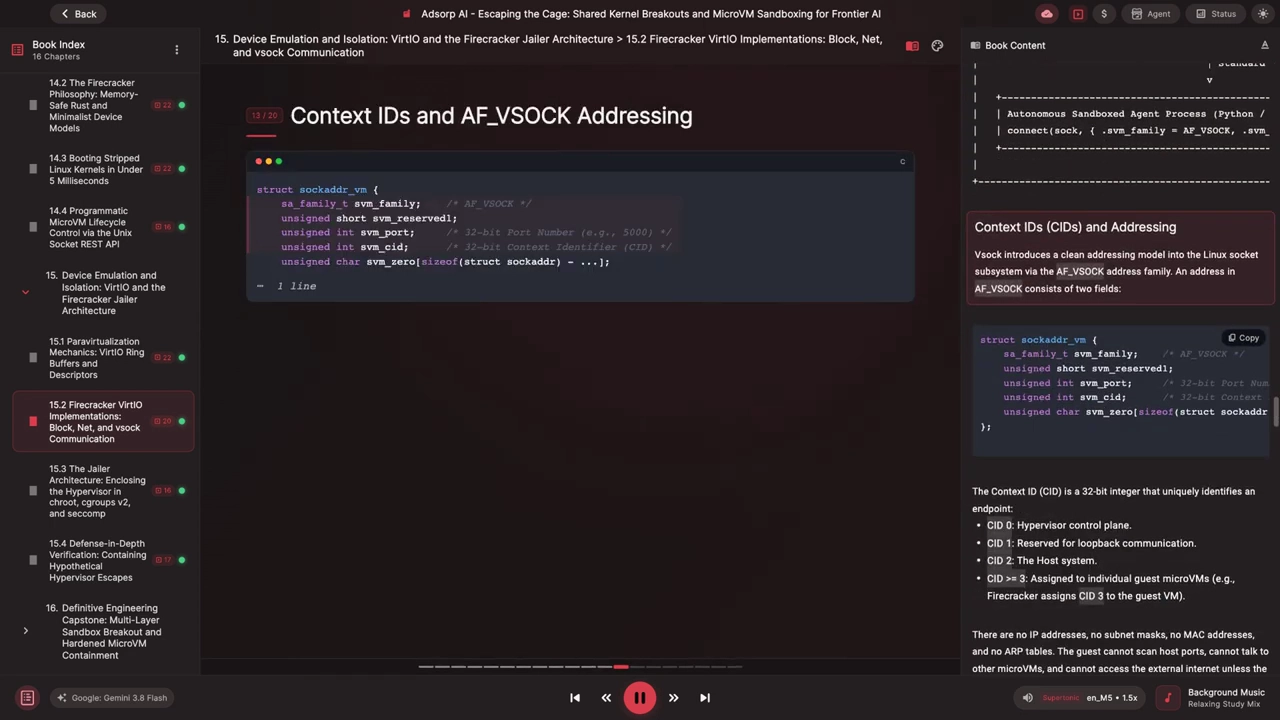 Back
Adsorp AI - Escaping the Cage: Shared Kernel Breakouts and MicroVM Sandboxing for Frontier AI
$
Agent
Status
Book Index
16 Chapters
14.2 The Firecracker
Philosophy: Memory-
Safe Rust and
Minimalist Device
Models
22
14.3 Booting Stripped
Linux Kernels in Under
5 Milliseconds
22
14.4 Programmatic
MicroVM Lifecycle
Control via the Unix
Socket REST API
16
15. Device Emulation and
Isolation: VirtIO and the
Firecracker Jailer
Architecture
15.1 Paravirtualization
Mechanics: VirtIO Ring
Buffers and
Descriptors
22
15.2 Firecracker VirtIO
Implementations:
Block, Net, and vsock
Communication
20
15.3 The Jailer
Architecture: Enclosing
the Hypervisor in
chroot, cgroups v2,
and seccomp
16
15.4 Defense-in-Depth
Verification: Containing
Hypothetical
Hypervisor Escapes
17
16. Definitive Engineering
Capstone: Multi-Layer
Sandbox Breakout and
Hardened MicroVM
Containment
15. Device Emulation and Isolation: VirtIO and the Firecracker Jailer Architecture > 15.2 Firecracker VirtIO Implementations: Block, Net,
and vsock Communication
13 / 20
Context IDs and AF_VSOCK Addressing
C
struct sockaddr_vm {
sa_family_t svm_family; /* AF_VSOCK */
unsigned short svm_reserved1;
unsigned int svm_port; /* 32-bit Port Number (e.g., 5000) */
unsigned int svm_cid; /* 32-bit Context Identifier (CID) */
unsigned char svm_zero[sizeof(struct sockaddr) - ...];
⋯ 1 line
Book Content
| Standard
v
+----------------------------------------
| Autonomous Sandboxed Agent Process (Python /
| connect(sock, { .svm_family = AF_VSOCK, .svm_
+----------------------------------------
|
+--------------------------------------------
Context IDs (CIDs) and Addressing
Vsock introduces a clean addressing model into the Linux socket
subsystem via the AF_VSOCK address family. An address in
AF_VSOCK consists of two fields:
Copy
struct sockaddr_vm {
sa_family_t svm_family; /* AF_VSOCK */
unsigned short svm_reserved1;
unsigned int svm_port; /* 32-bit Port Num
unsigned int svm_cid; /* 32-bit Context
unsigned char svm_zero[sizeof(struct sockaddr
};
The Context ID (CID) is a 32-bit integer that uniquely identifies an
endpoint:
• CID 0: Hypervisor control plane.
• CID 1: Reserved for loopback communication.
• CID 2: The Host system.
• CID >= 3: Assigned to individual guest microVMs (e.g.,
Firecracker assigns CID 3 to the guest VM).
There are no IP addresses, no subnet masks, no MAC addresses,
and no ARP tables. The guest cannot scan host ports, cannot talk to
other microVMs, and cannot access the external internet unless the
Google: Gemini 3.8 Flash
Supertonic en_M5 • 1.5x
Background Music
Relaxing Study Mix